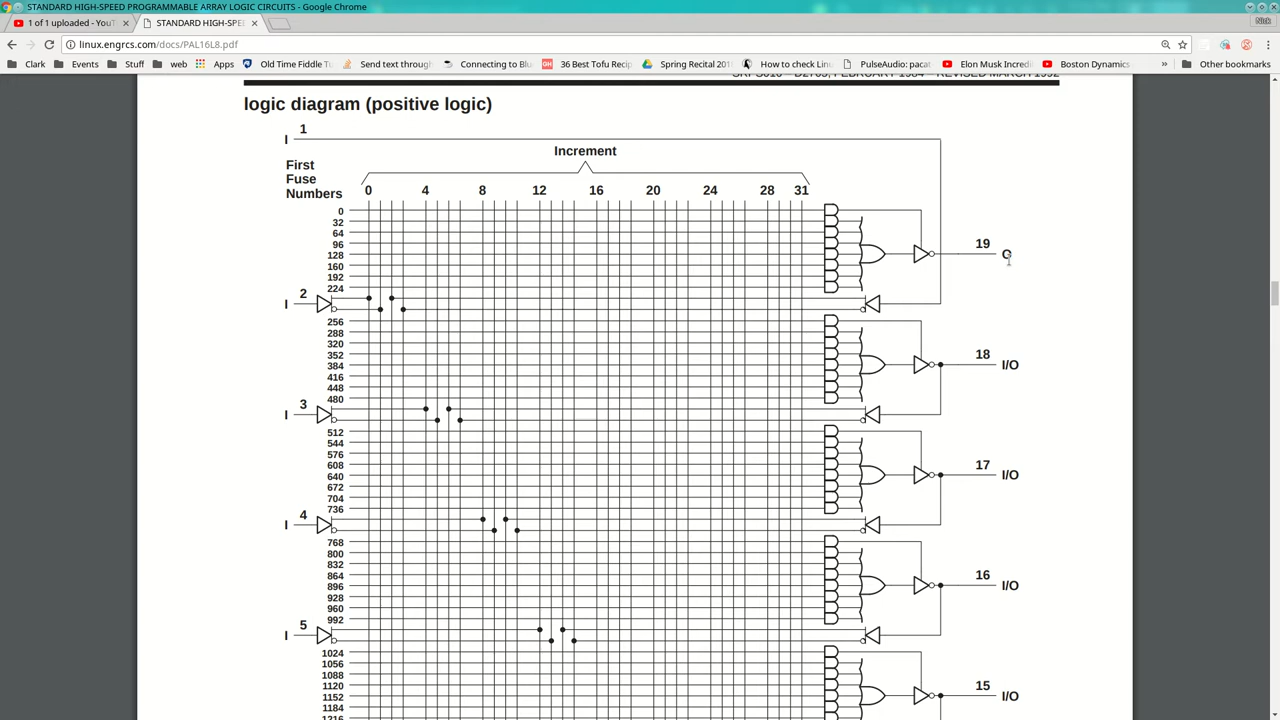 STANDARD HIGH-SPEED PROGRAMMABLE ARRAY LOGIC CIRCUITS - Google Chrome
1 of 1 uploaded - YouT
STANDARD HIGH-SPE
Nick
linux.engrcs.com/docs/PAL16L8.pdf
Clark Events Stuff web Apps Old Time Fiddle Send text through Connecting to Blu 36 Best Tofu Recip Spring Recital 201 How to check Linu PulseAudio: pacat Elon Musk Incredi Boston Dynamics » Other bookmarks
logic diagram (positive logic)
I 1
Increment
First
Fuse
Numbers
0 4 8 12 16 20 24 28 31
0
32
64
96
128
160
192
224
19
O
I 2
256
288
320
352
384
416
448
480
18
I/O
I 3
512
544
576
608
640
672
704
736
17
I/O
I 4
768
800
832
864
896
928
960
992
16
I/O
I 5
1024
1056
1088
1120
1152
1184
1216
15
I/O